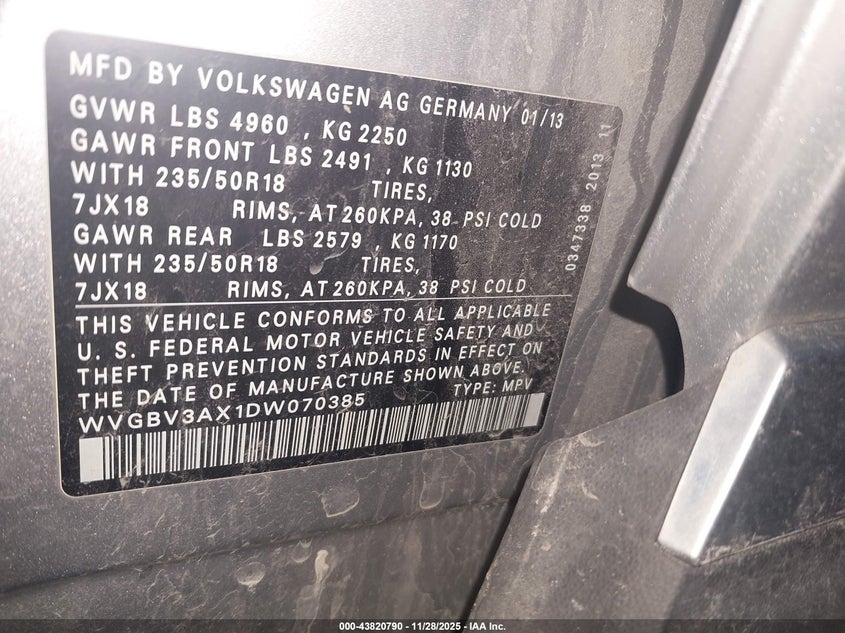 MFD BY VOLKSWAGEN AG GERMANY 01/13
GVWR LBS 4960 , KG 2250
GAWR FRONT LBS 2491 , KG 1130
WITH 235/50R18 TIRES,
7JX18 RIMS, AT 260KPA, 38 PSI COLD
GAWR REAR LBS 2579 , KG 1170
WITH 235/50R18 TIRES,
7JX18 RIMS, AT 260KPA, 38 PSI COLD
THIS VEHICLE CONFORMS TO ALL APPLICABLE
U. S. FEDERAL MOTOR VEHICLE SAFETY AND
THEFT PREVENTION STANDARDS IN EFFECT ON
THE DATE OF MANUFACTURE SHOWN ABOVE.
WVGBV3AX1DW070385 TYPE: MPV
0347338 2013 11
000-43820790 - 11/28/2025 - IAA Inc.